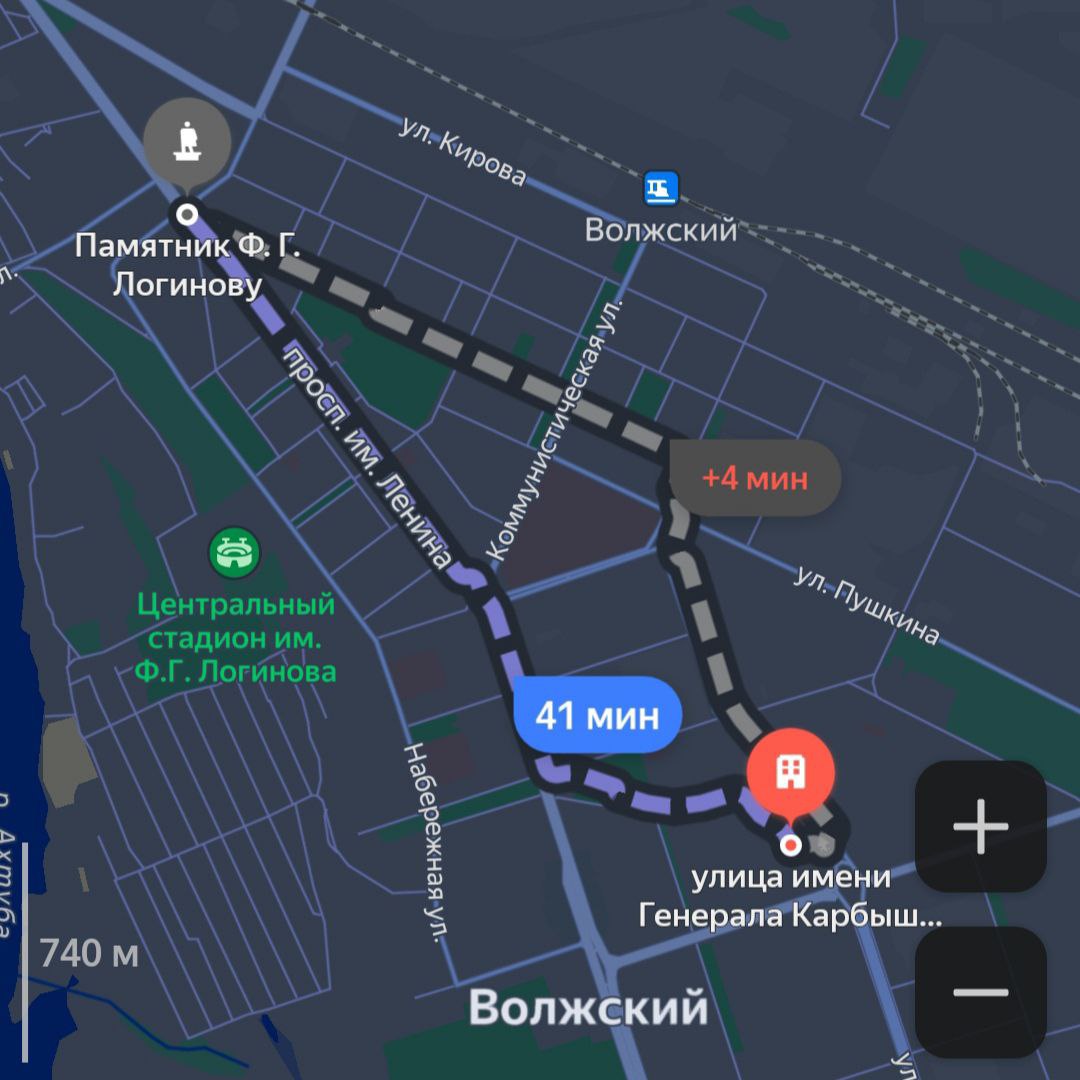 ул. Кирова
Волжский
Памятник Ф. Г.
Логинову
л.
Коммунистическая ул.
просп. им. Ленина
+4 мин
Центральный
стадион им.
Ф.Г. Логинова
ул. Пушкина
41 мин
Набережная ул.
р. Ахтуба
улица имени
Генерала Карбыш...
740 м
Волжский
ул